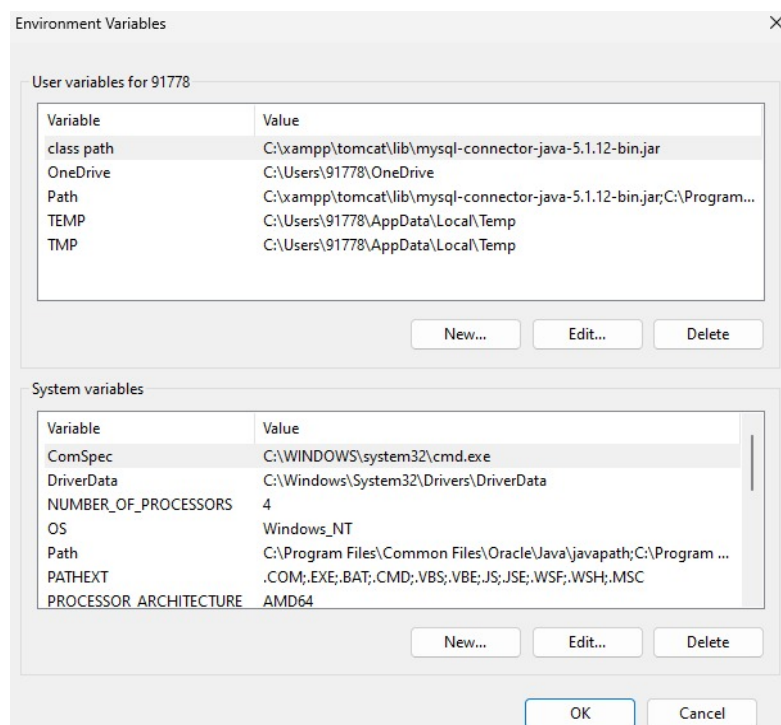 Environment Variables
User variables for 91778
Variable Value
class path C:\xampp\tomcat\lib\mysql-connector-java-5.1.12-bin.jar
OneDrive C:\Users\91778\OneDrive
Path C:\xampp\tomcat\lib\mysql-connector-java-5.1.12-bin.jar;C:\Program...
TEMP C:\Users\91778\AppData\Local\Temp
TMP C:\Users\91778\AppData\Local\Temp
New... Edit... Delete
System variables
Variable Value
ComSpec C:\WINDOWS\system32\cmd.exe
DriverData C:\Windows\System32\Drivers\DriverData
NUMBER_OF_PROCESSORS 4
OS Windows_NT
Path C:\Program Files\Common Files\Oracle\Java\javapath;C:\Program ...
PATHEXT .COM;.EXE;.BAT;.CMD;.VBS;.VBE;.JS;.JSE;.WSF;.WSH;.MSC
PROCESSOR_ARCHITECTURE AMD64
New... Edit... Delete
OK Cancel